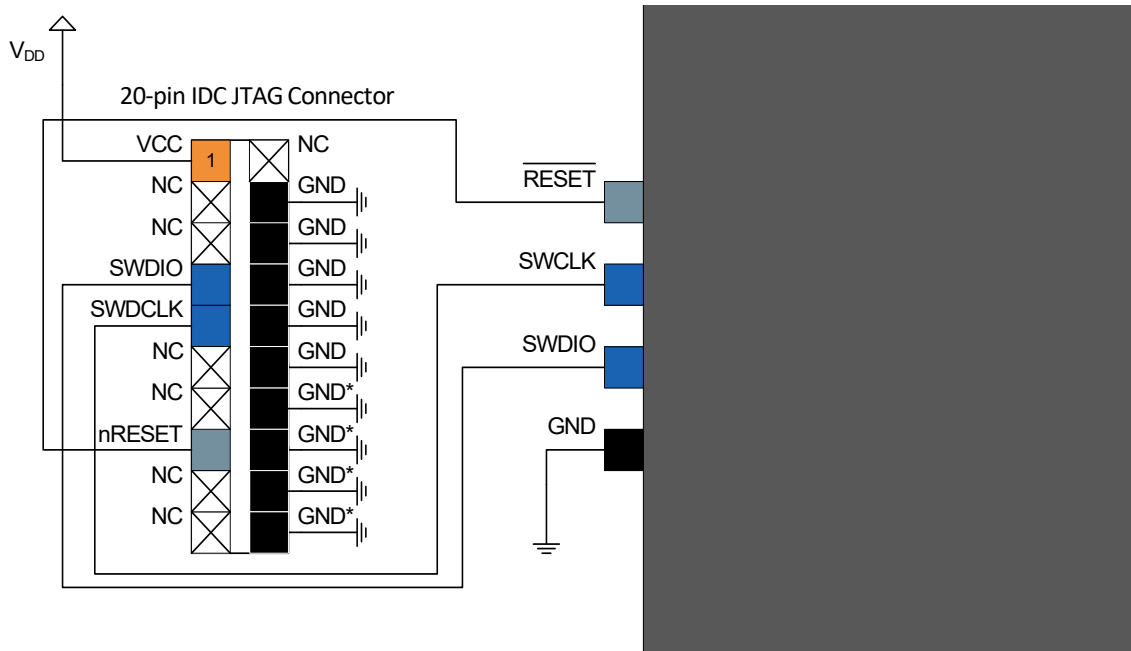 VDD
20-pin IDC JTAG Connector
VCC
1
NC
NC
GND
NC
GND
SWDIO
GND
SWDCLK
GND
NC
GND
NC
GND*
nRESET
GND*
NC
GND*
NC
GND*
RESET
SWCLK
SWDIO
GND